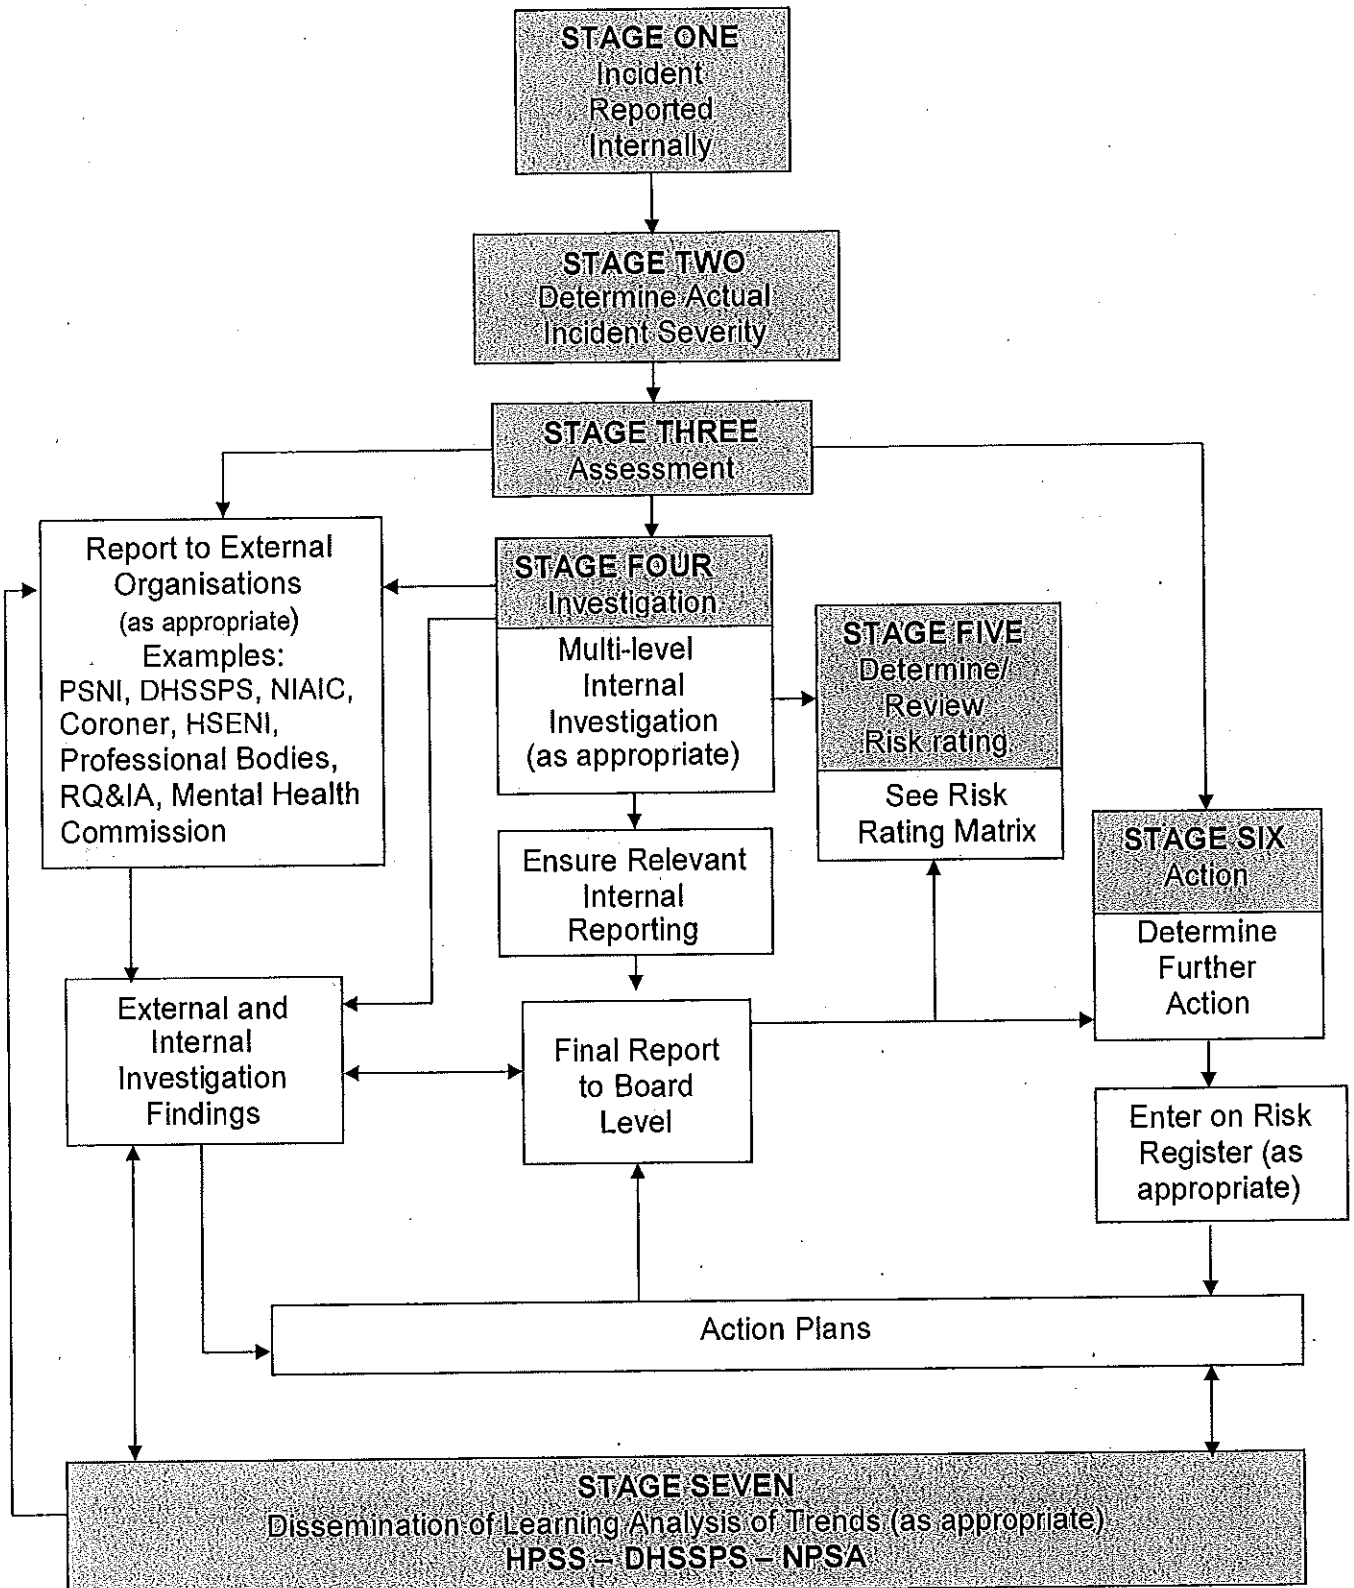 STAGE ONE
Incident
Reported
Internally
STAGE TWO
Determine Actual
Incident Severity
STAGE THREE
Assessment
Report to External
Organisations
(as appropriate)
Examples:
PSNI, DHSSPS, NIAIC,
Coroner, HSENI,
Professional Bodies,
RQ&IA, Mental Health
Commission
STAGE FOUR
Investigation
Multi-level
Internal
Investigation
(as appropriate)
STAGE FIVE
Determine/
Review
Risk rating
See Risk
Rating Matrix
STAGE SIX
Action
Determine
Further
Action
Ensure Relevant
Internal
Reporting
External and
Internal
Investigation
Findings
Final Report
to Board
Level
Enter on Risk
Register (as
appropriate)
Action Plans
STAGE SEVEN
Dissemination of Learning Analysis of Trends (as appropriate)
HPSS – DHSSPS – NPSA